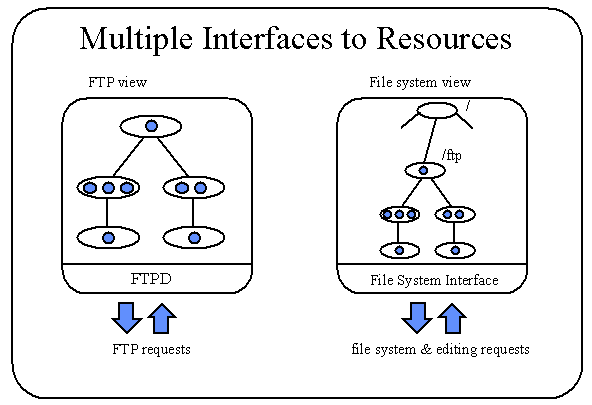 Multiple Interfaces to Resources
FTP view
File system view
/
/ftp
FTPD
File System Interface
FTP requests
file system & editing requests